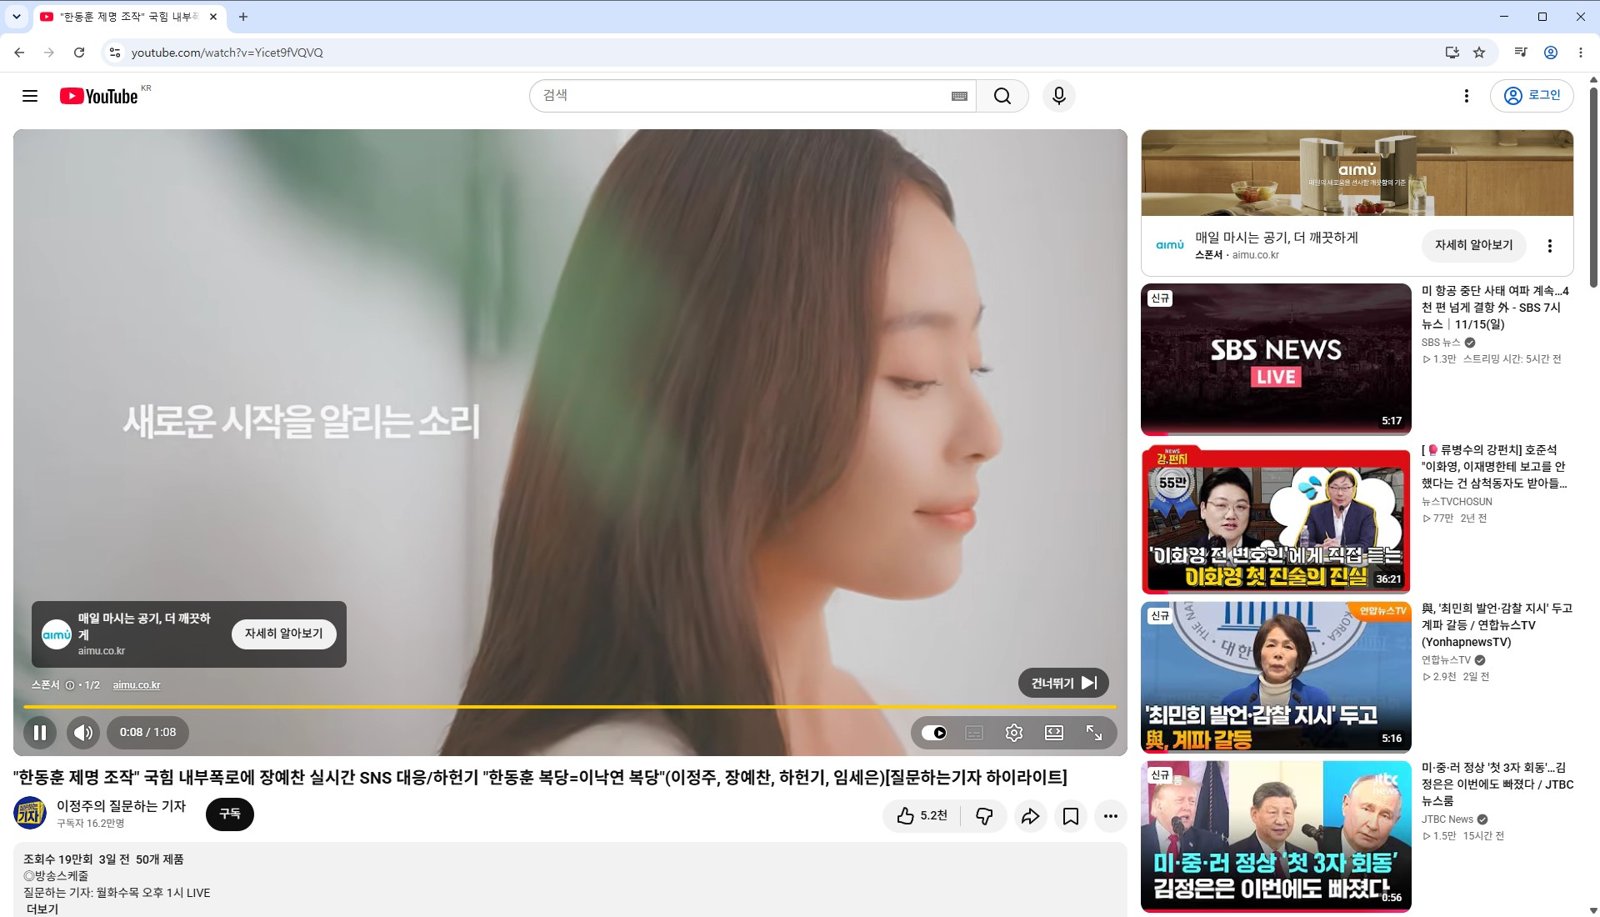 "한동훈 제명 조작" 국힘 내부폭
youtube.com/watch?v=Yicet9fVQVQ
YouTube KR
검색
로그인
새로운 시작을 알리는 소리
매일 마시는 공기, 더 깨끗하
게
aimu.co.kr
aimù
자세히 알아보기
스폰서 · 1/2 aimu.co.kr
건너뛰기
0:08 / 1:08
"한동훈 제명 조작" 국힘 내부폭로에 장예찬 실시간 SNS 대응/하헌기 "한동훈 복당=이낙연 복당"(이정주, 장예찬, 하헌기, 임세은)[질문하는기자 하이라이트]
질문하는
기자
이정주의 질문하는 기자
구독자 16.2만명
구독
5.2천
조회수 19만회 3일 전 50개 제품
◎방송스케줄
질문하는 기자: 월화수목 오후 1시 LIVE
더보기
aimù
aimù
매일 마시는 공기, 더 깨끗하게
스폰서 · aimu.co.kr
자세히 알아보기
신규
SBS NEWS
LIVE
5:17
미 항공 중단 사태 여파 계속…4
천 편 넘게 결항 外 - SBS 7시
뉴스｜11/15(일)
SBS 뉴스
1.3만 스트리밍 시간: 5시간 전
NEWS
강.펀치
55만
'이화영 전 변호인'에게 직접 듣는
이화영 첫 진술의 진실
36:21
[🥊류병수의 강펀치] 호준석
"이화영, 이재명한테 보고를 안
했다는 건 삼척동자도 받아들…
뉴스TVCHOSUN
77만 2년 전
신규
연합뉴스TV
'최민희 발언·감찰 지시' 두고
與, 계파 갈등
5:16
與, '최민희 발언·감찰 지시' 두고
계파 갈등 / 연합뉴스TV
(YonhapnewsTV)
연합뉴스TV
2.9천 2일 전
신규
jtbc
news
미·중·러 정상 '첫 3자 회동'
김정은은 이번에도 빠졌다
0:56
미·중·러 정상 '첫 3자 회동'…김
정은은 이번에도 빠졌다 / JTBC
뉴스룸
JTBC News
1.5만 15시간 전